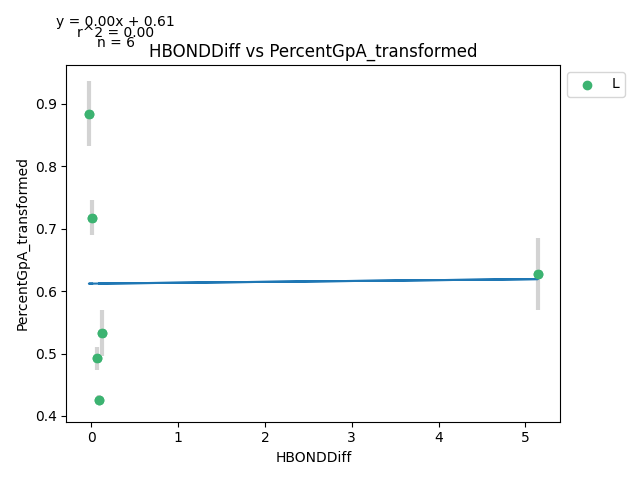 y = 0.00x + 0.61
r^2 = 0.00
n = 6
HBONDDiff vs PercentGpA_transformed
L
PercentGpA_transformed
0.9
0.8
0.7
0.6
0.5
0.4
0 1 2 3 4 5
HBONDDiff